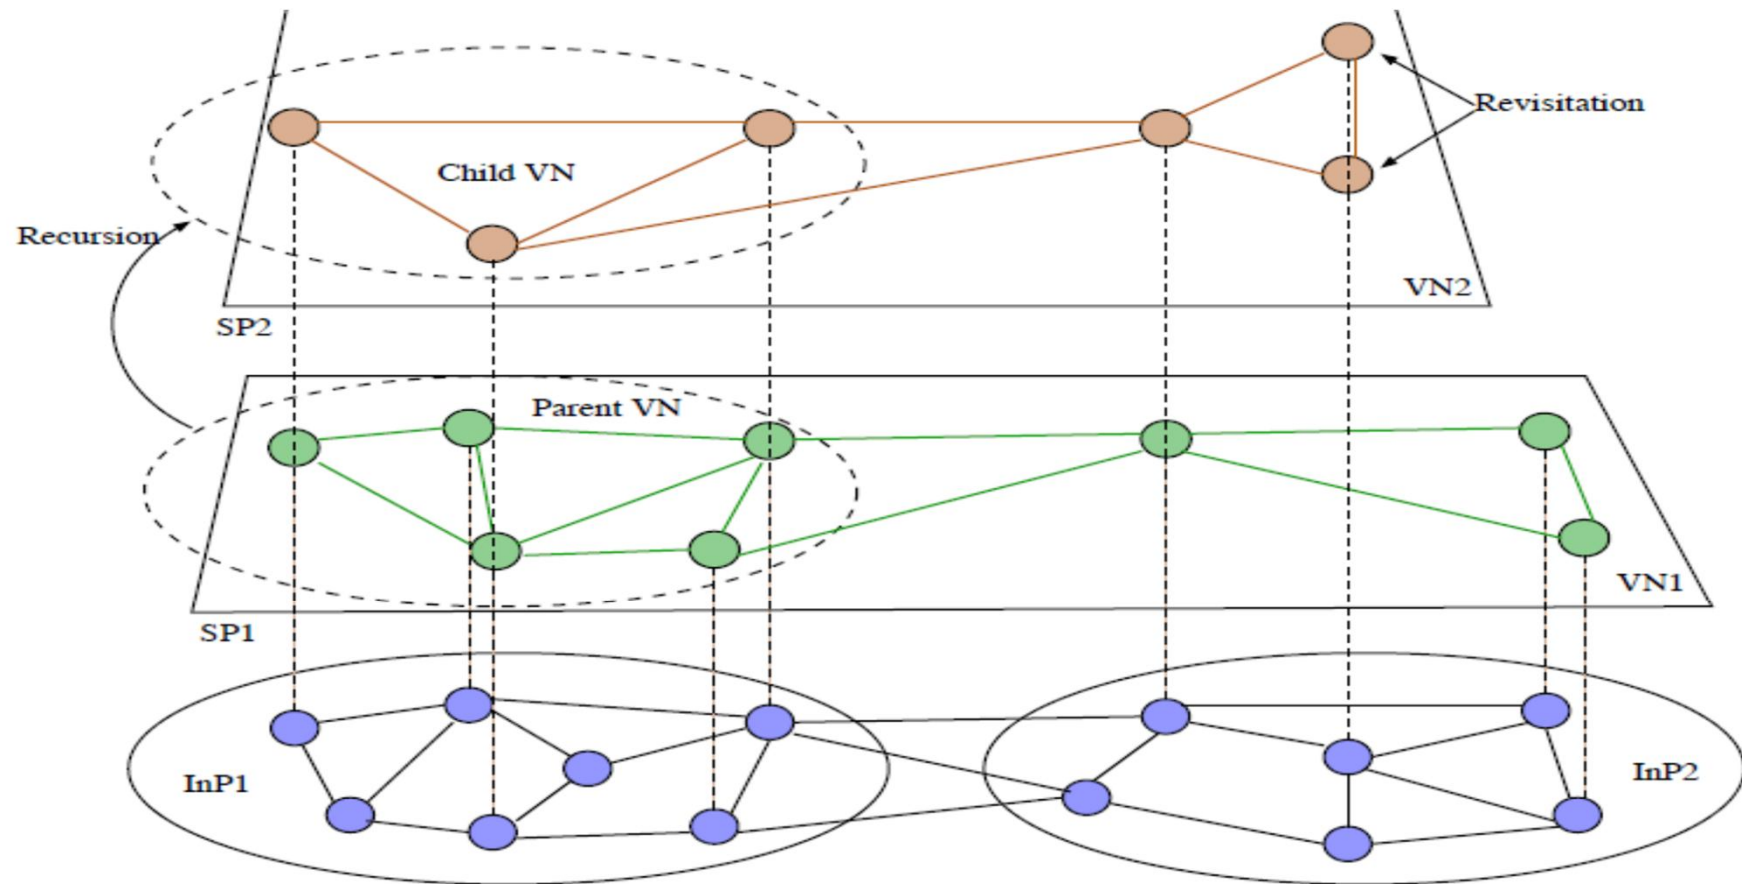 Revisitation
Child VN
Recursion
VN2
SP2
Parent VN
VN1
SP1
InP1
InP2